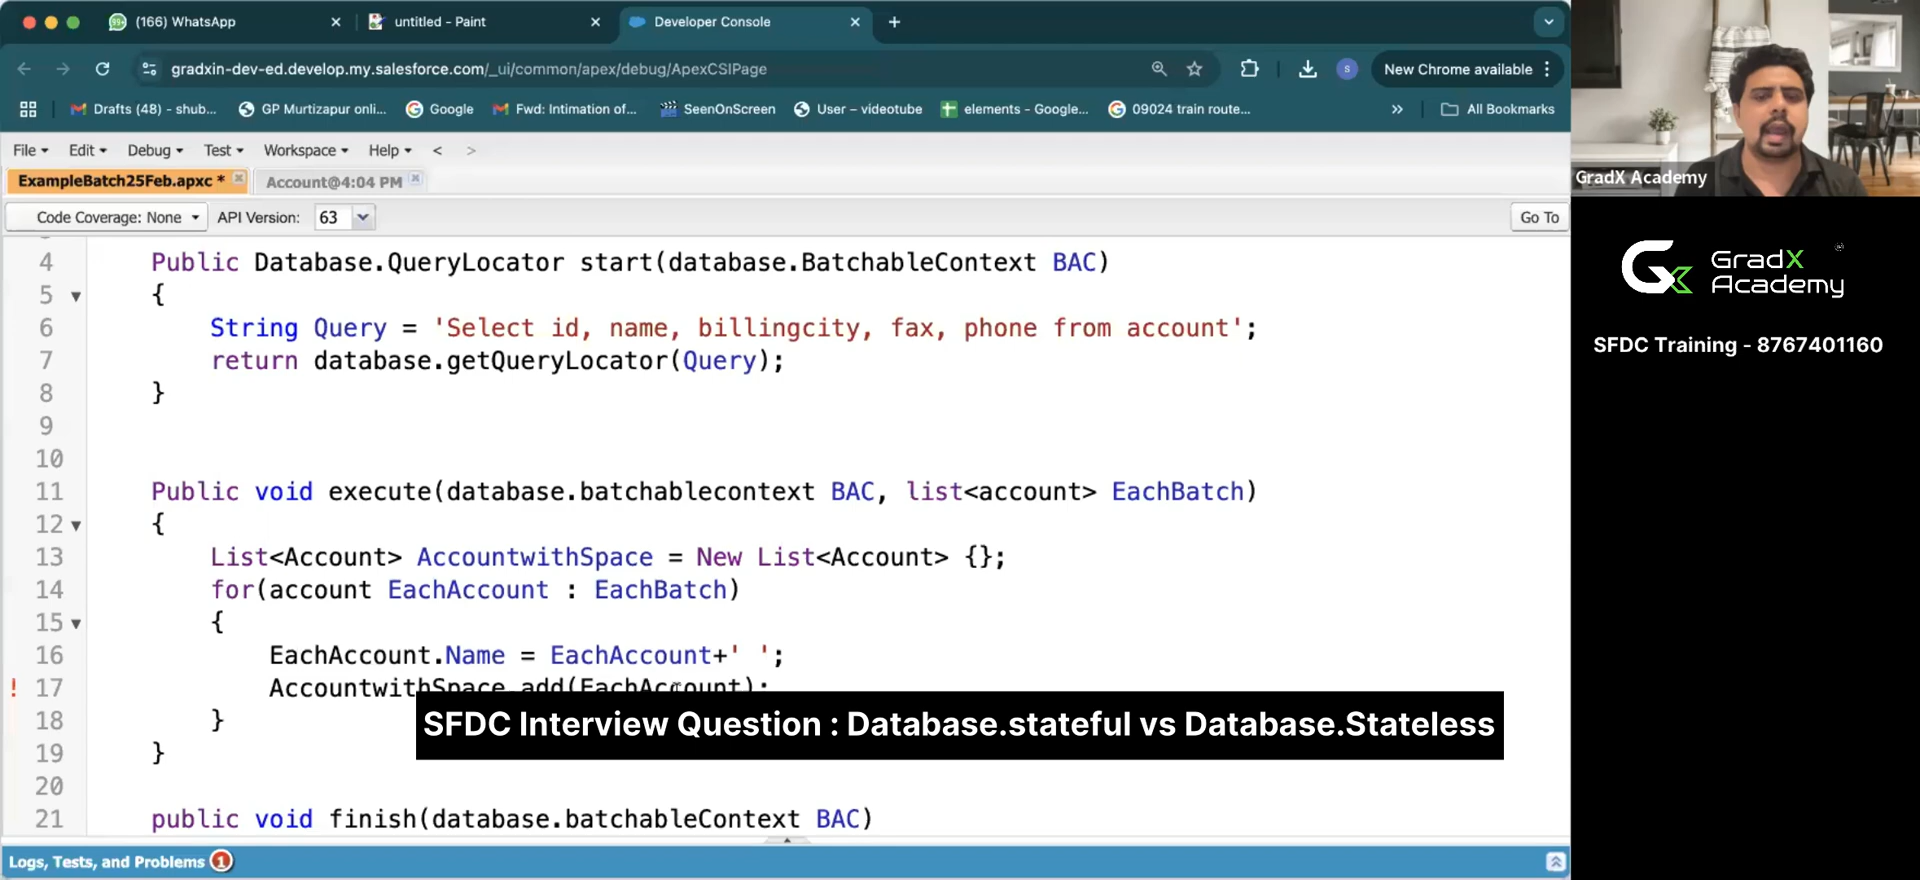 (166) WhatsApp
untitled - Paint
Developer Console
gradxin-dev-ed.develop.my.salesforce.com/_ui/common/apex/debug/ApexCSIPage
S
New Chrome available
Drafts (48) - shub...
GP Murtizapur onli...
Google
Fwd: Intimation of...
SeenOnScreen
User – videotube
elements - Google...
09024 train route...
»
All Bookmarks
File
Edit
Debug
Test
Workspace
Help
<
>
ExampleBatch25Feb.apxc *
Account@4:04 PM
Code Coverage: None
API Version:
63
Go To
4 Public Database.QueryLocator start(database.BatchableContext BAC)
5 {
6 String Query = 'Select id, name, billingcity, fax, phone from account';
7 return database.getQueryLocator(Query);
8 }
9
10
11 Public void execute(database.batchablecontext BAC, list<account> EachBatch)
12 {
13 List<Account> AccountwithSpace = New List<Account> {};
14 for(account EachAccount : EachBatch)
15 {
16 EachAccount.Name = EachAccount+' ';
! 17 AccountwithSpace.add(EachAccount);
18 }
19 }
20
21 public void finish(database.batchableContext BAC)
SFDC Interview Question : Database.stateful vs Database.Stateless
Logs, Tests, and Problems 1
GradX Academy
GradX
Academy
SFDC Training - 8767401160